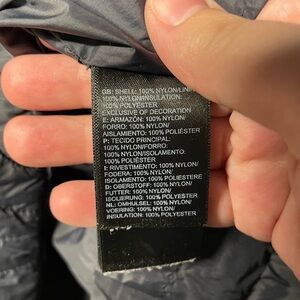 GB: SHELL: 100% NYLON/LINI
100% NYLON/INSULATION:
100% POLYESTER
EXCLUSIVE OF DECORATION
E: ARMAZÓN: 100% NYLON/
FORRO: 100% NYLON/
AISLAMIENTO: 100% POLIÉSTER
P: TECIDO PRINCIPAL:
100% NYLON/FORRO:
100% NYLON/ISOLAMENTO:
100% POLIÉSTER
I: RIVESTIMENTO: 100% NYLON/
FODERA: 100% NYLON/
ISOLAMENTO: 100% POLIESTERE
D: OBERSTOFF: 100% NYLON/
FUTTER: 100% NYLON/
ISOLIERUNG: 100% POLYESTER
NL: OMHULSEL: 100% NYLON/
VOERING: 100% NYLON/
INSULATION: 100% POLYESTER